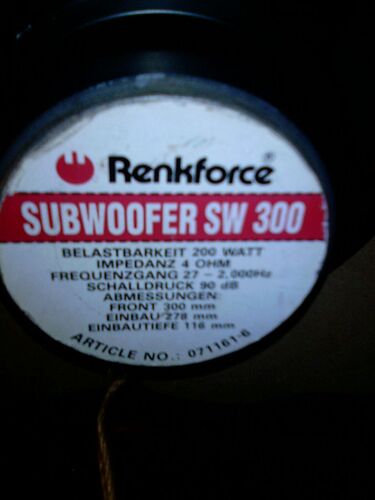 Renkforce®
SUBWOOFER SW 300
BELASTBARKEIT 200 WATT
IMPEDANZ 4 OHM
FREQUENZGANG 27 - 2,000Hz
SCHALLDRUCK 90 dB
ABMESSUNGEN:
FRONT 300 mm
EINBAU 278 mm
EINBAUTIEFE 116 mm
ARTICLE NO.: 071161-6